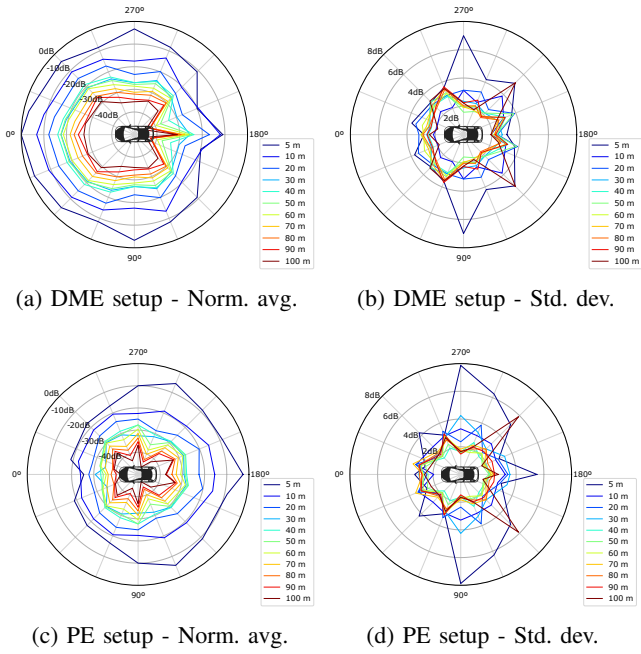 270º
0dB
-10dB
-20dB
-30dB
-40dB
0º
180º
90º
5 m
10 m
20 m
30 m
40 m
50 m
60 m
70 m
80 m
90 m
100 m
(a) DME setup - Norm. avg.
270º
8dB
6dB
4dB
2dB
0º
180º
90º
5 m
10 m
20 m
30 m
40 m
50 m
60 m
70 m
80 m
90 m
100 m
(b) DME setup - Std. dev.
270º
0dB
-10dB
-20dB
-30dB
-40dB
0º
180º
90º
5 m
10 m
20 m
30 m
40 m
50 m
60 m
70 m
80 m
90 m
100 m
(c) PE setup - Norm. avg.
270º
8dB
6dB
4dB
2dB
0º
180º
90º
5 m
10 m
20 m
30 m
40 m
50 m
60 m
70 m
80 m
90 m
100 m
(d) PE setup - Std. dev.